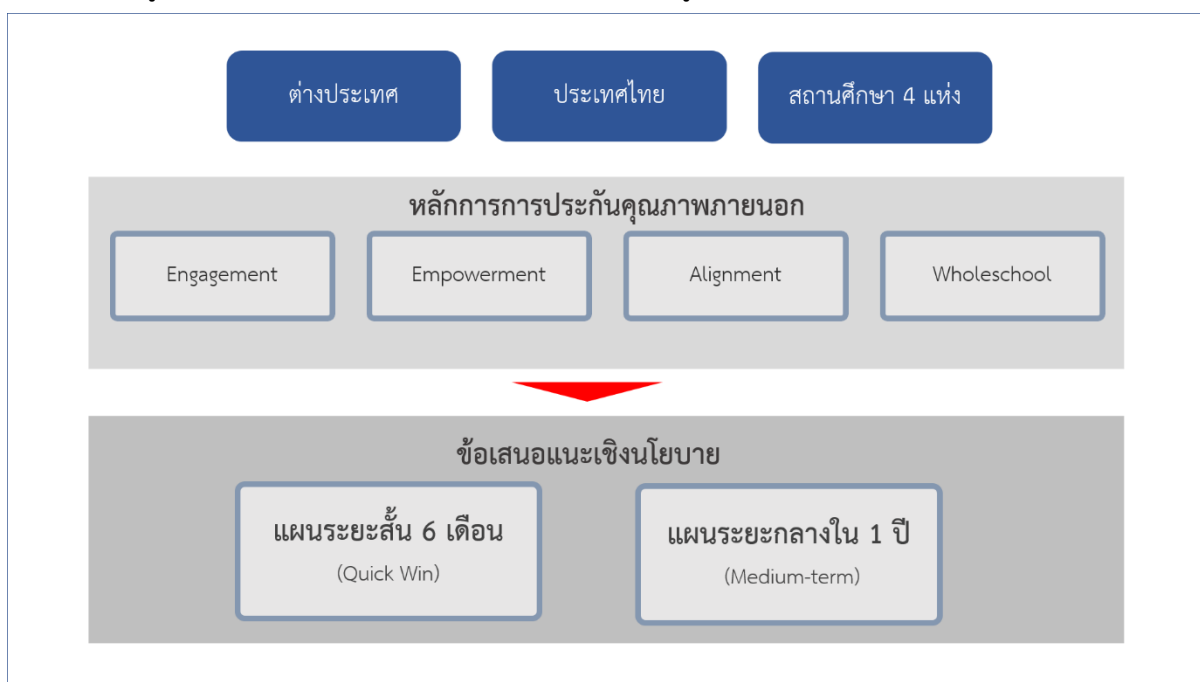 ต่างประเทศ
ประเทศไทย
สถานศึกษา 4 แห่ง
หลักการการประกันคุณภาพภายนอก
Engagement
Empowerment
Alignment
Wholeschool
ข้อเสนอแนะเชิงนโยบาย
แผนระยะสั้น 6 เดือน
(Quick Win)
แผนระยะกลางใน 1 ปี
(Medium-term)